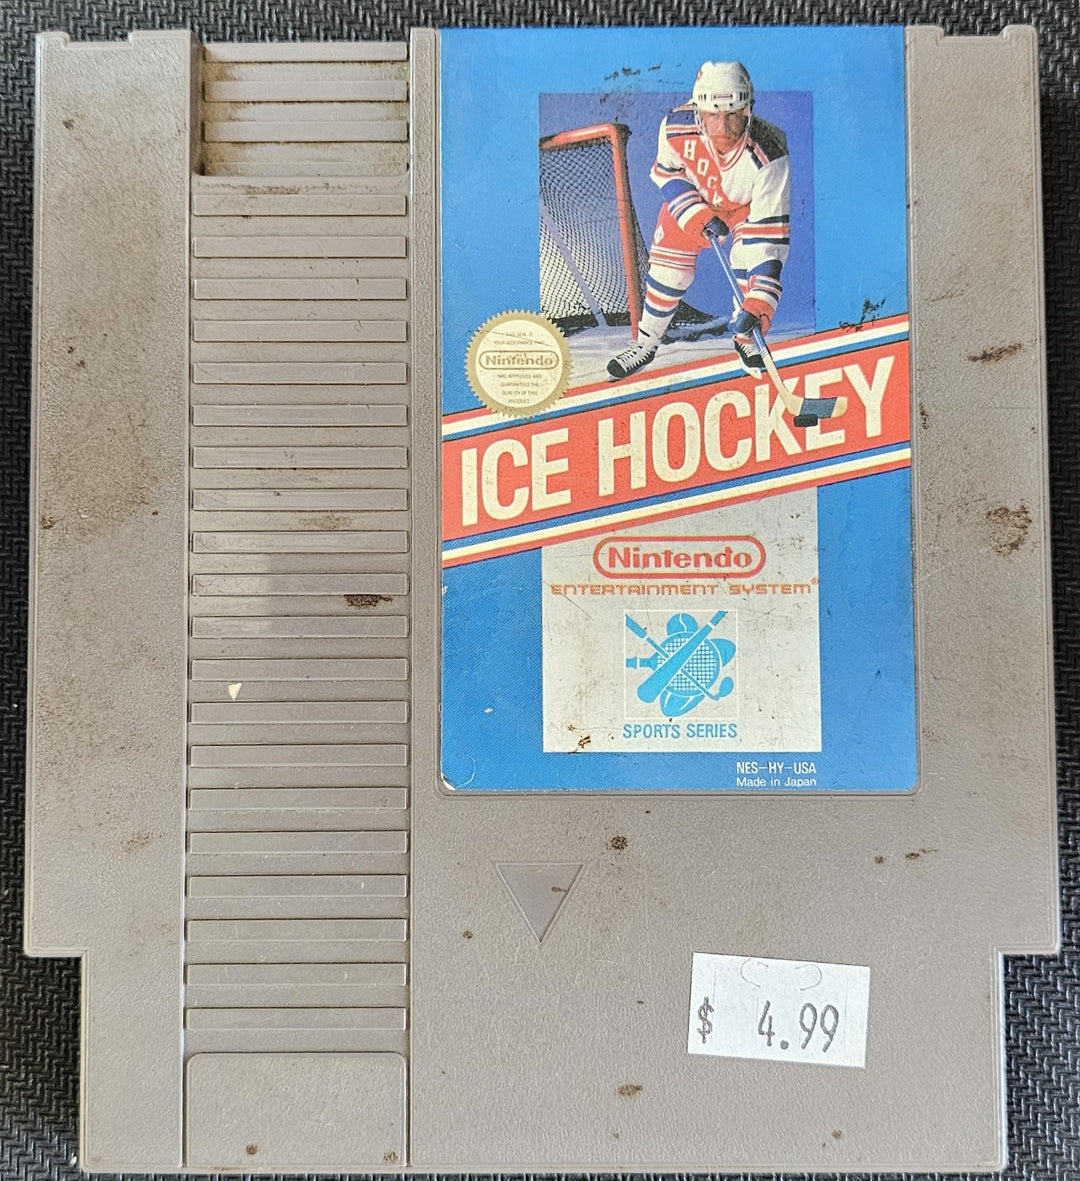 HOCK
THIS SEAL IS
YOUR ASSURANCE THAT
Nintendo
HAS APPROVED AND
GUARANTEED THE
QUALITY OF THIS
PRODUCT.
ICE HOCKEY
Nintendo
ENTERTAINMENT SYSTEM®
SPORTS SERIES
NES-HY-USA
Made in Japan
$ 4.99